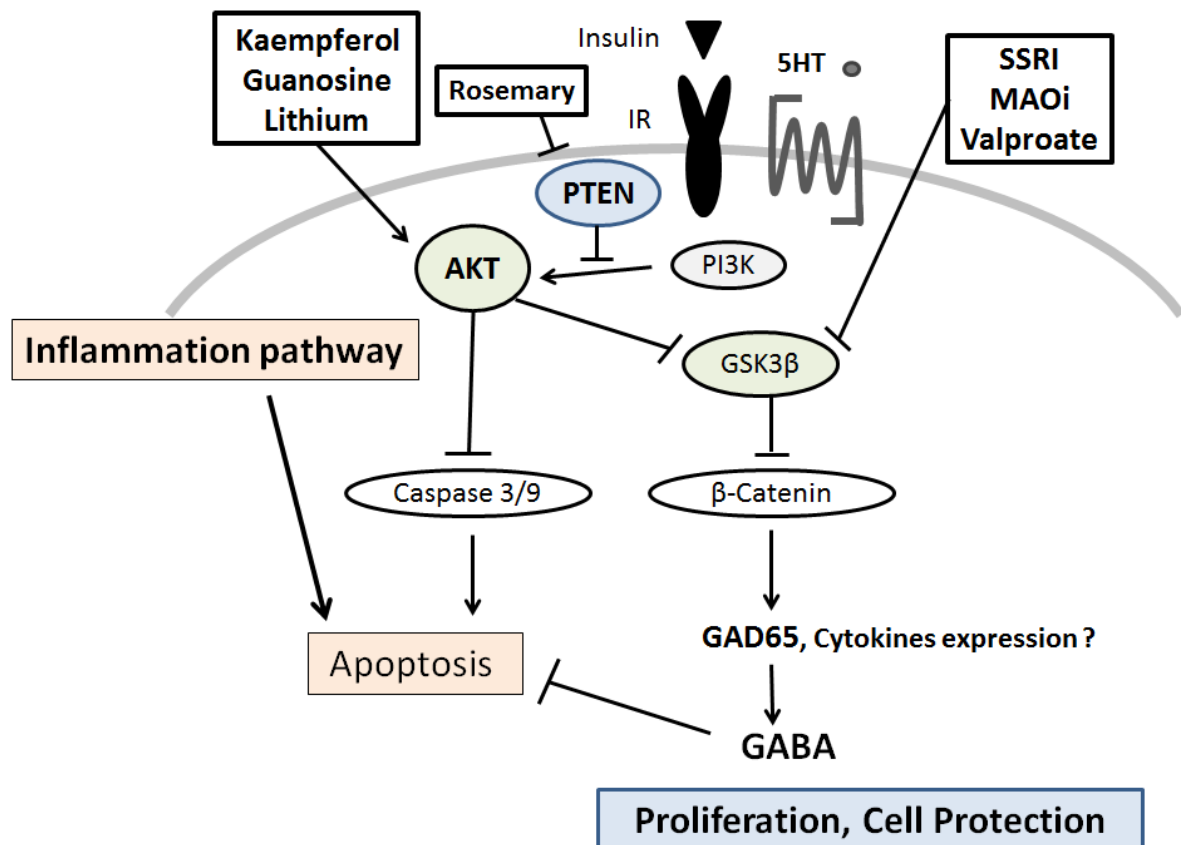 Kaempferol
Guanosine
Lithium
Rosemary
Insulin
IR
5HT
SSRI
MAOi
Valproate
PTEN
AKT
PI3K
Inflammation pathway
GSK3β
Caspase 3/9
β-Catenin
GAD65, Cytokines expression ?
Apoptosis
GABA
Proliferation, Cell Protection